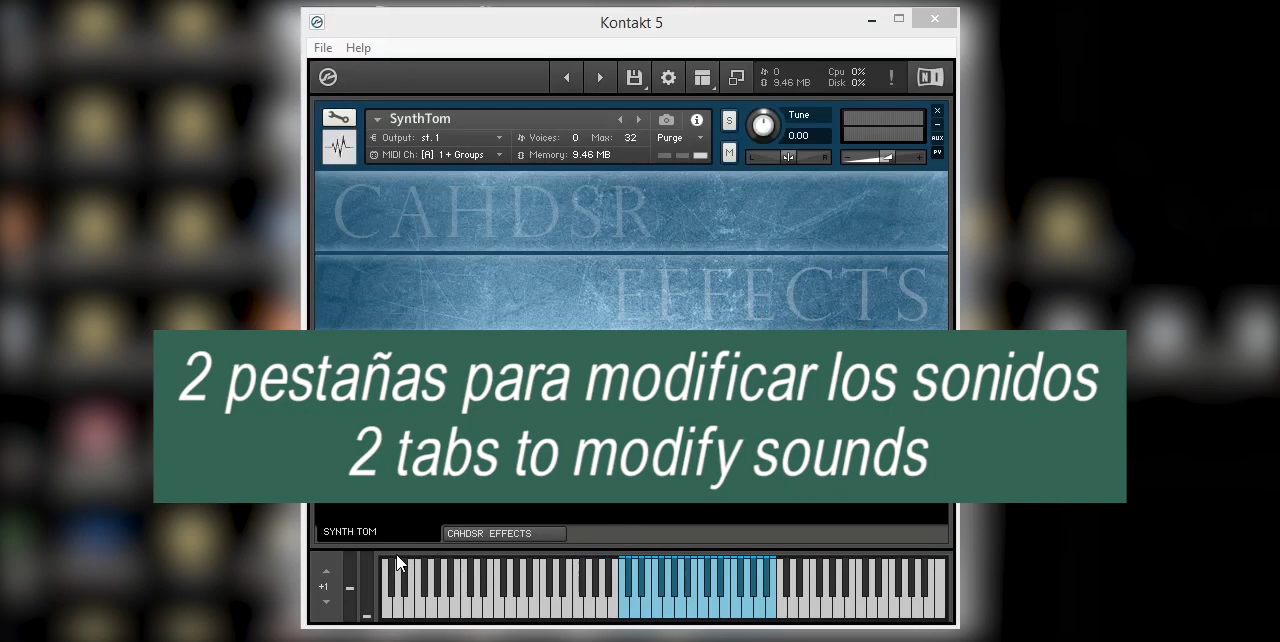 Kontakt 5
File Help
0 Cpu 0%
9.46 MB Disk 0% !
SynthTom
Output: st. 1 Voices: 0 Max: 32 Purge
MIDI Ch: [A] 1 + Groups Memory: 9.46 MB
S
M
Tune
0.00
L R
- +
×
-
AUX
PV
CAHDSR
EFFECTS
2 pestañas para modificar los sonidos
2 tabs to modify sounds
SYNTH TOM CAHDSR EFFECTS
+1